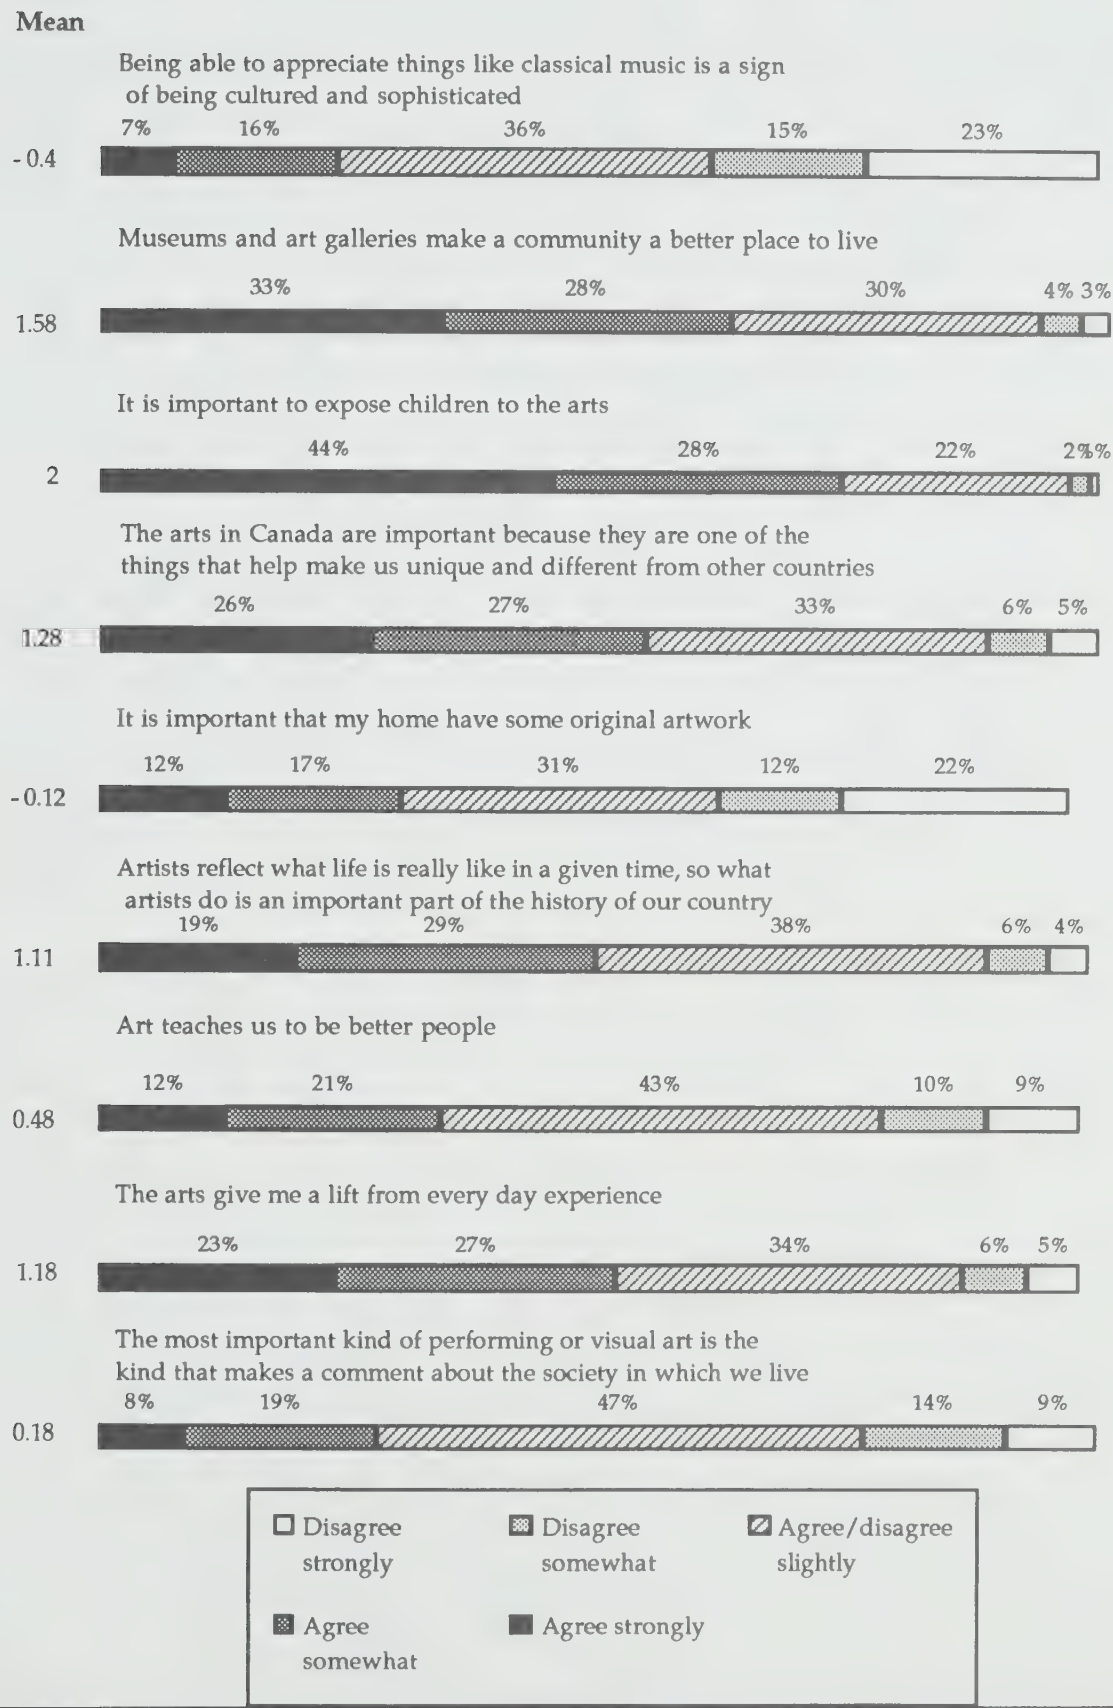 Mean
Being able to appreciate things like classical music is a sign
of being cultured and sophisticated
7% 16% 36% 15% 23%
- 0.4
Museums and art galleries make a community a better place to live
33% 28% 30% 4% 3%
1.58
It is important to expose children to the arts
44% 28% 22% 2% %
2
The arts in Canada are important because they are one of the
things that help make us unique and different from other countries
26% 27% 33% 6% 5%
1.28
It is important that my home have some original artwork
12% 17% 31% 12% 22%
- 0.12
Artists reflect what life is really like in a given time, so what
artists do is an important part of the history of our country
19% 29% 38% 6% 4%
1.11
Art teaches us to be better people
12% 21% 43% 10% 9%
0.48
The arts give me a lift from every day experience
23% 27% 34% 6% 5%
1.18
The most important kind of performing or visual art is the
kind that makes a comment about the society in which we live
8% 19% 47% 14% 9%
0.18
Disagree strongly
Disagree somewhat
Agree/disagree slightly
Agree somewhat
Agree strongly